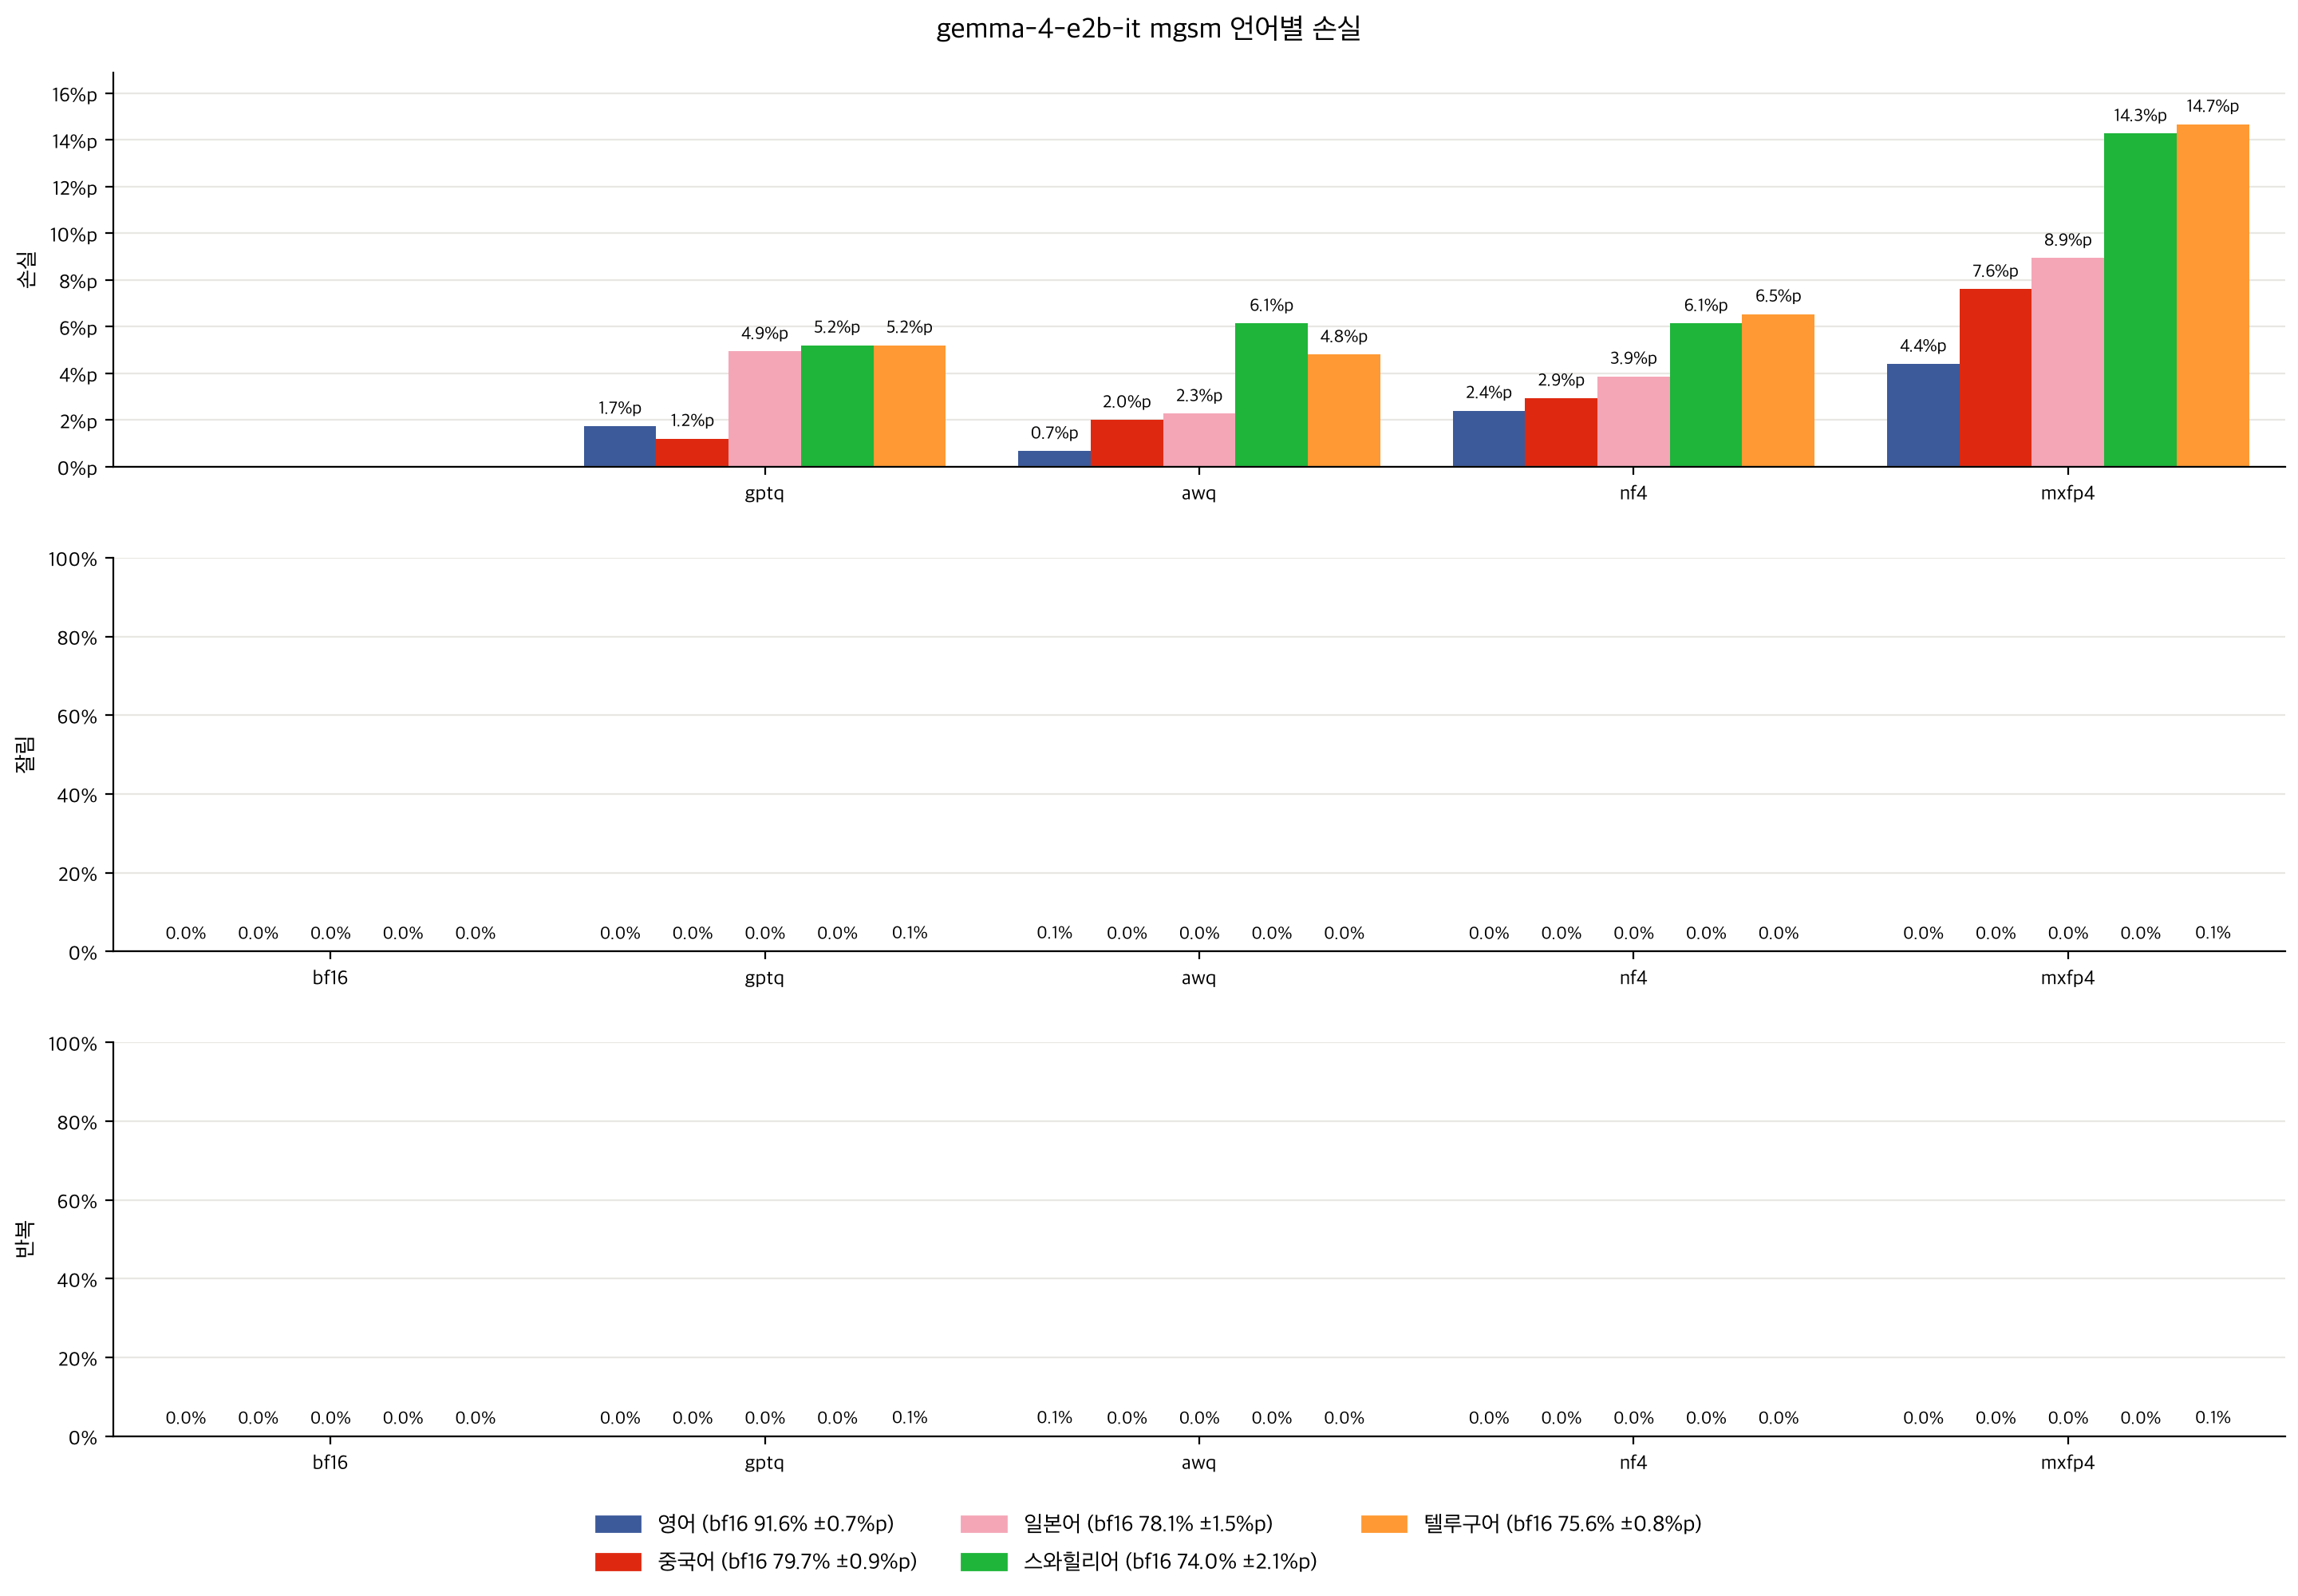 gemma-4-e2b-it mgsm 언어별 손실
손실
16%p
14%p
12%p
10%p
8%p
6%p
4%p
2%p
0%p
1.7%p 1.2%p 4.9%p 5.2%p 5.2%p
0.7%p 2.0%p 2.3%p 6.1%p 4.8%p
2.4%p 2.9%p 3.9%p 6.1%p 6.5%p
4.4%p 7.6%p 8.9%p 14.3%p 14.7%p
gptq awq nf4 mxfp4
잘림
100%
80%
60%
40%
20%
0%
0.0% 0.0% 0.0% 0.0% 0.0% 0.0% 0.0% 0.0% 0.0% 0.1% 0.1% 0.0% 0.0% 0.0% 0.0% 0.0% 0.0% 0.0% 0.0% 0.0% 0.0% 0.0% 0.0% 0.0% 0.1%
bf16 gptq awq nf4 mxfp4
반복
100%
80%
60%
40%
20%
0%
0.0% 0.0% 0.0% 0.0% 0.0% 0.0% 0.0% 0.0% 0.0% 0.1% 0.1% 0.0% 0.0% 0.0% 0.0% 0.0% 0.0% 0.0% 0.0% 0.0% 0.0% 0.0% 0.0% 0.0% 0.1%
bf16 gptq awq nf4 mxfp4
영어 (bf16 91.6% ±0.7%p) 일본어 (bf16 78.1% ±1.5%p) 텔루구어 (bf16 75.6% ±0.8%p)
중국어 (bf16 79.7% ±0.9%p) 스와힐리어 (bf16 74.0% ±2.1%p)